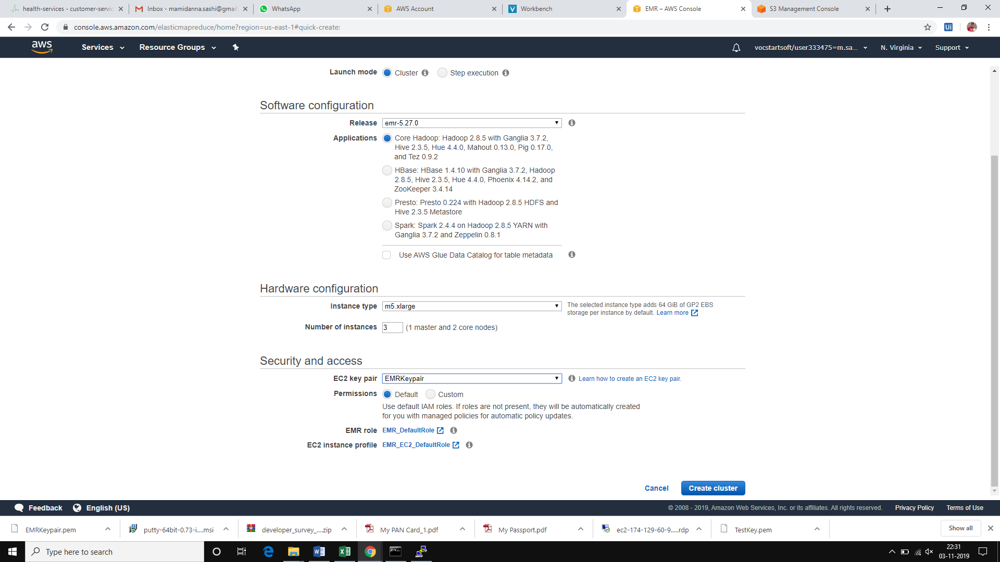 health-services - customer-servic
Inbox - mamidanna.sashi@gmail.
WhatsApp
AWS Account
Workbench
EMR – AWS Console
S3 Management Console
console.aws.amazon.com/elasticmapreduce/home?region=us-east-1#quick-create:
Ui
aws
Services
Resource Groups
vocstartsoft/user333475=m.sa...
N. Virginia
Support
Launch mode
Cluster
Step execution
Software configuration
Release
emr-5.27.0
Applications
Core Hadoop: Hadoop 2.8.5 with Ganglia 3.7.2,
Hive 2.3.5, Hue 4.4.0, Mahout 0.13.0, Pig 0.17.0,
and Tez 0.9.2
HBase: HBase 1.4.10 with Ganglia 3.7.2, Hadoop
2.8.5, Hive 2.3.5, Hue 4.4.0, Phoenix 4.14.2, and
ZooKeeper 3.4.14
Presto: Presto 0.224 with Hadoop 2.8.5 HDFS and
Hive 2.3.5 Metastore
Spark: Spark 2.4.4 on Hadoop 2.8.5 YARN with
Ganglia 3.7.2 and Zeppelin 0.8.1
Use AWS Glue Data Catalog for table metadata
Hardware configuration
Instance type
m5.xlarge
The selected instance type adds 64 GiB of GP2 EBS
storage per instance by default. Learn more
Number of instances
3
(1 master and 2 core nodes)
Security and access
EC2 key pair
EMRKeypair
Learn how to create an EC2 key pair.
Permissions
Default
Custom
Use default IAM roles. If roles are not present, they will be automatically created
for you with managed policies for automatic policy updates.
EMR role
EMR_DefaultRole
EC2 instance profile
EMR_EC2_DefaultRole
Cancel
Create cluster
Feedback
English (US)
© 2008 - 2019, Amazon Web Services, Inc. or its affiliates. All rights reserved.
Privacy Policy
Terms of Use
EMRKeypair.pem
putty-64bit-0.73-i....msi
developer_survey_....zip
My PAN Card_1.pdf
My Passport.pdf
ec2-174-129-60-9.....rdp
TestKey.pem
Show all
Type here to search
22:31
03-11-2019